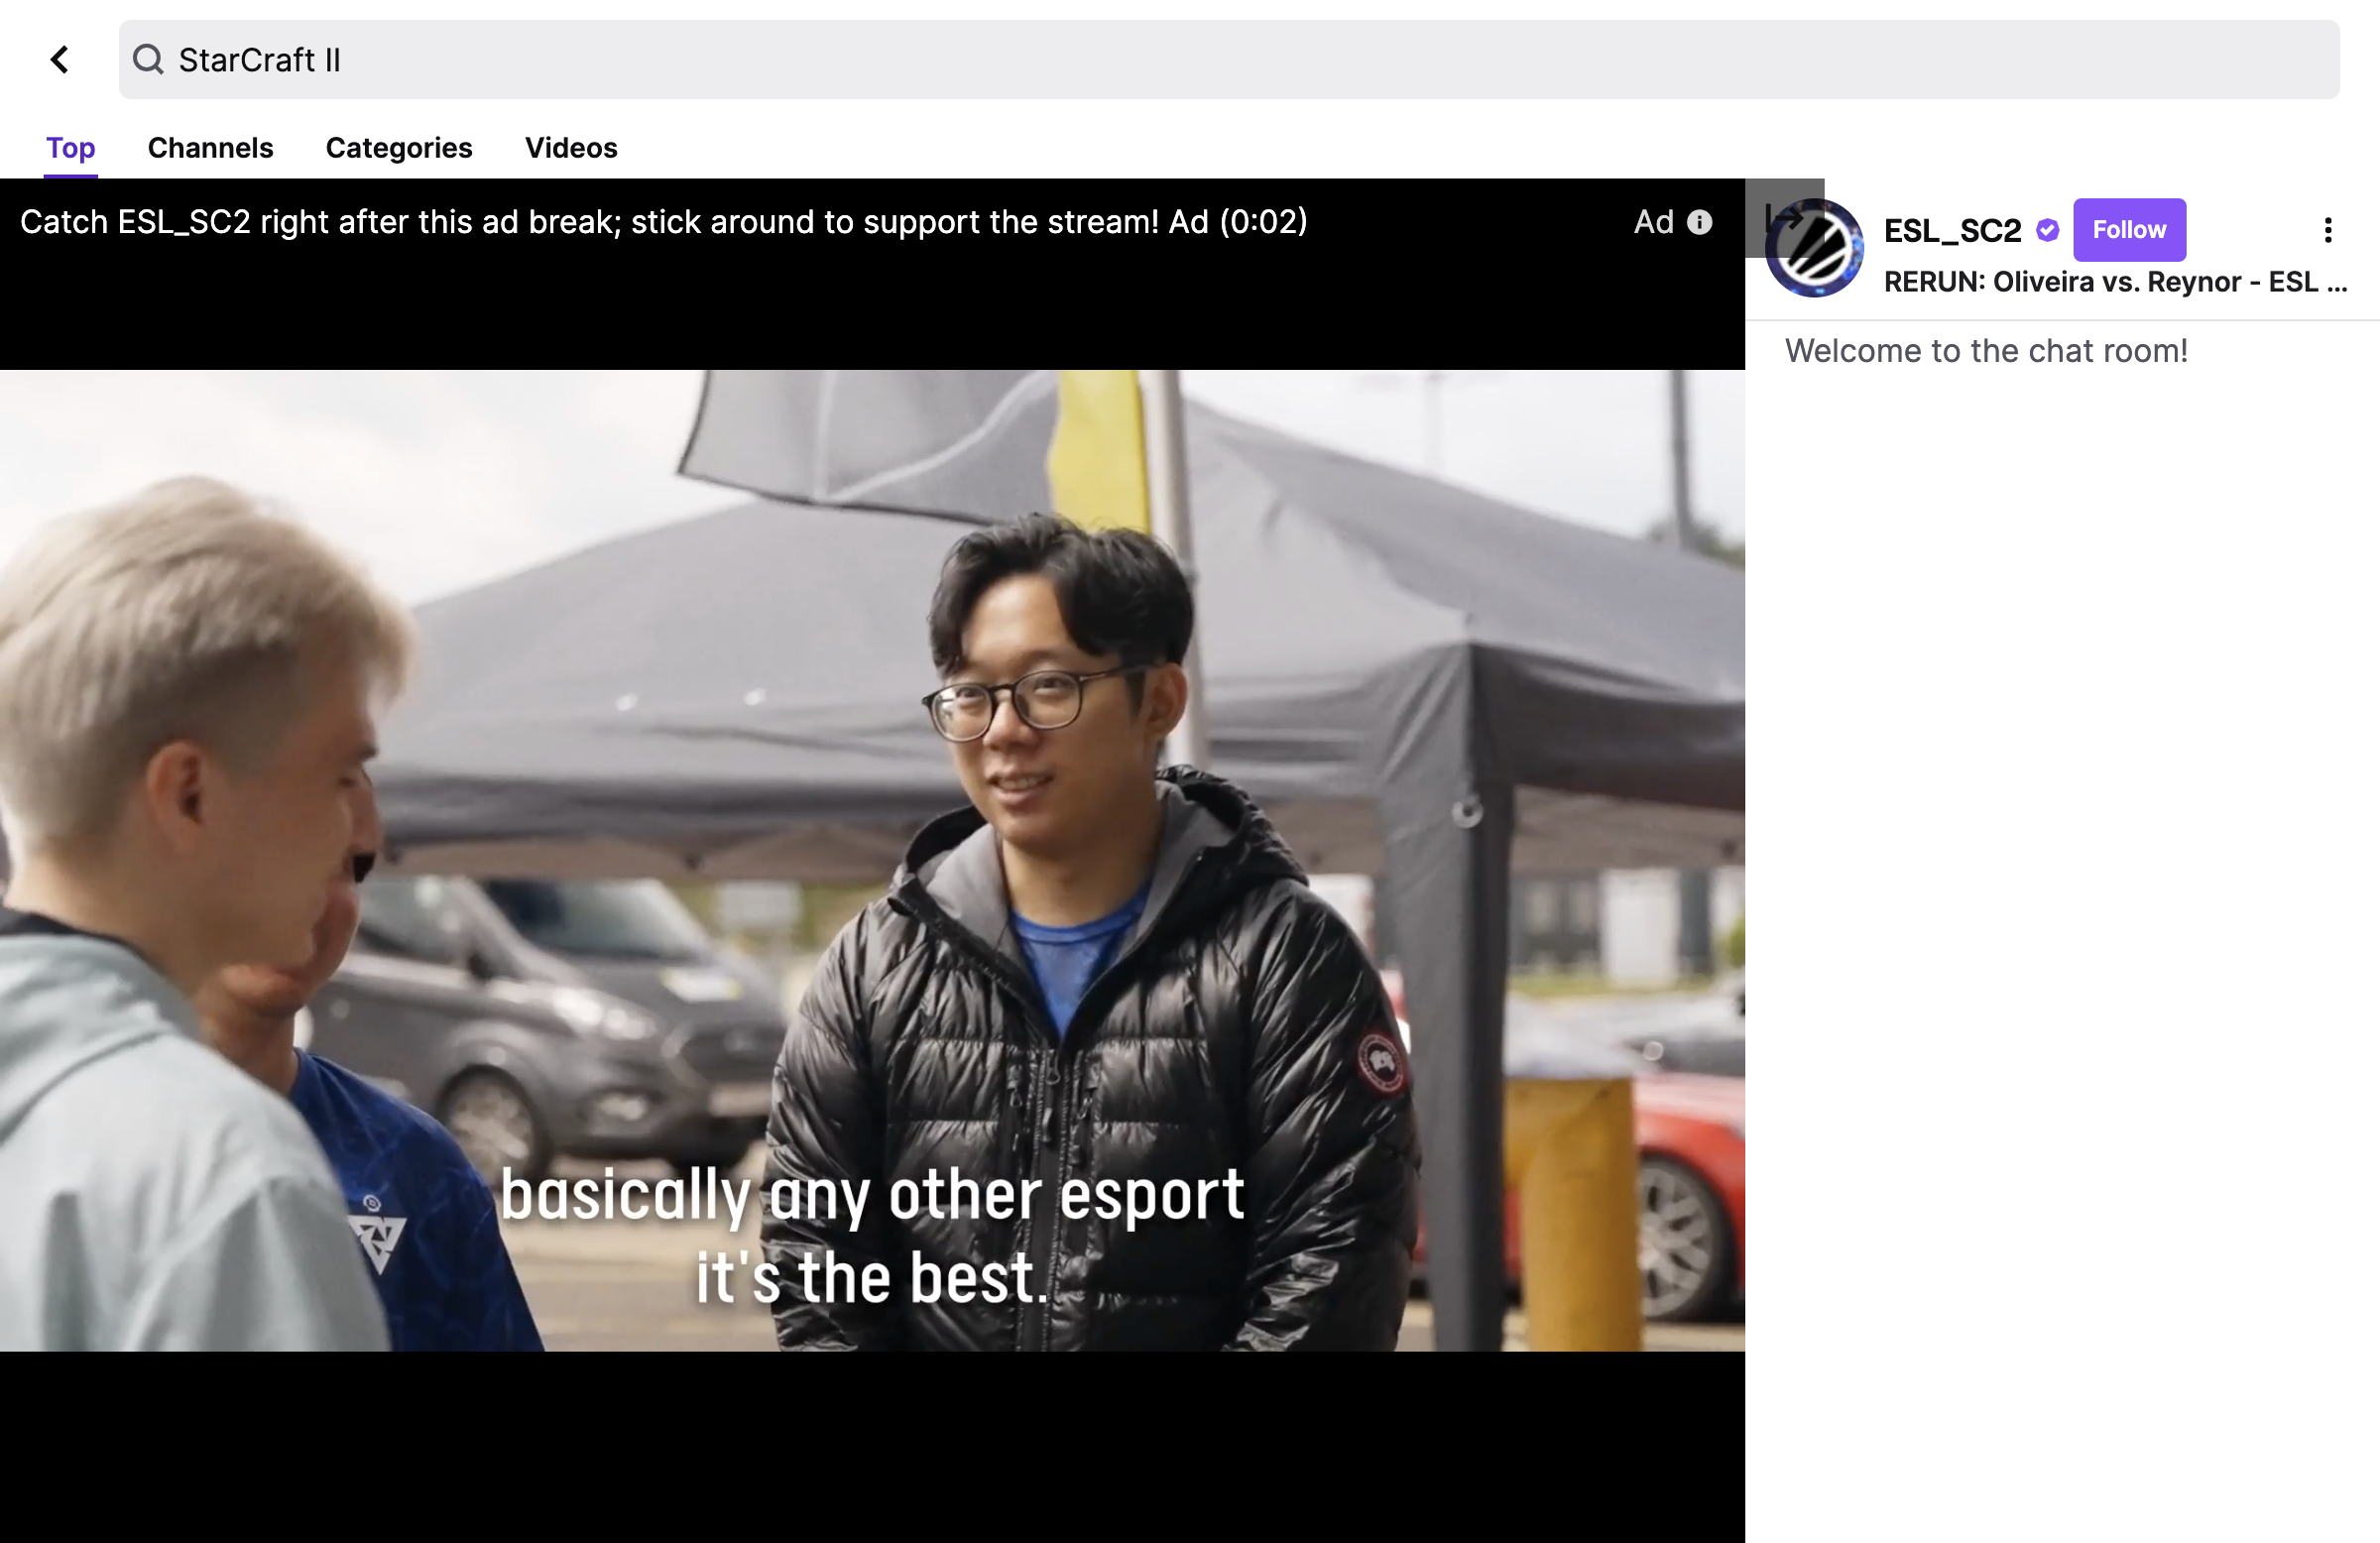 StarCraft II
Top
Channels
Categories
Videos
Catch ESL_SC2 right after this ad break; stick around to support the stream! Ad (0:02)
Ad
ESL_SC2
Follow
RERUN: Oliveira vs. Reynor - ESL ...
Welcome to the chat room!
basically any other esport
it's the best.